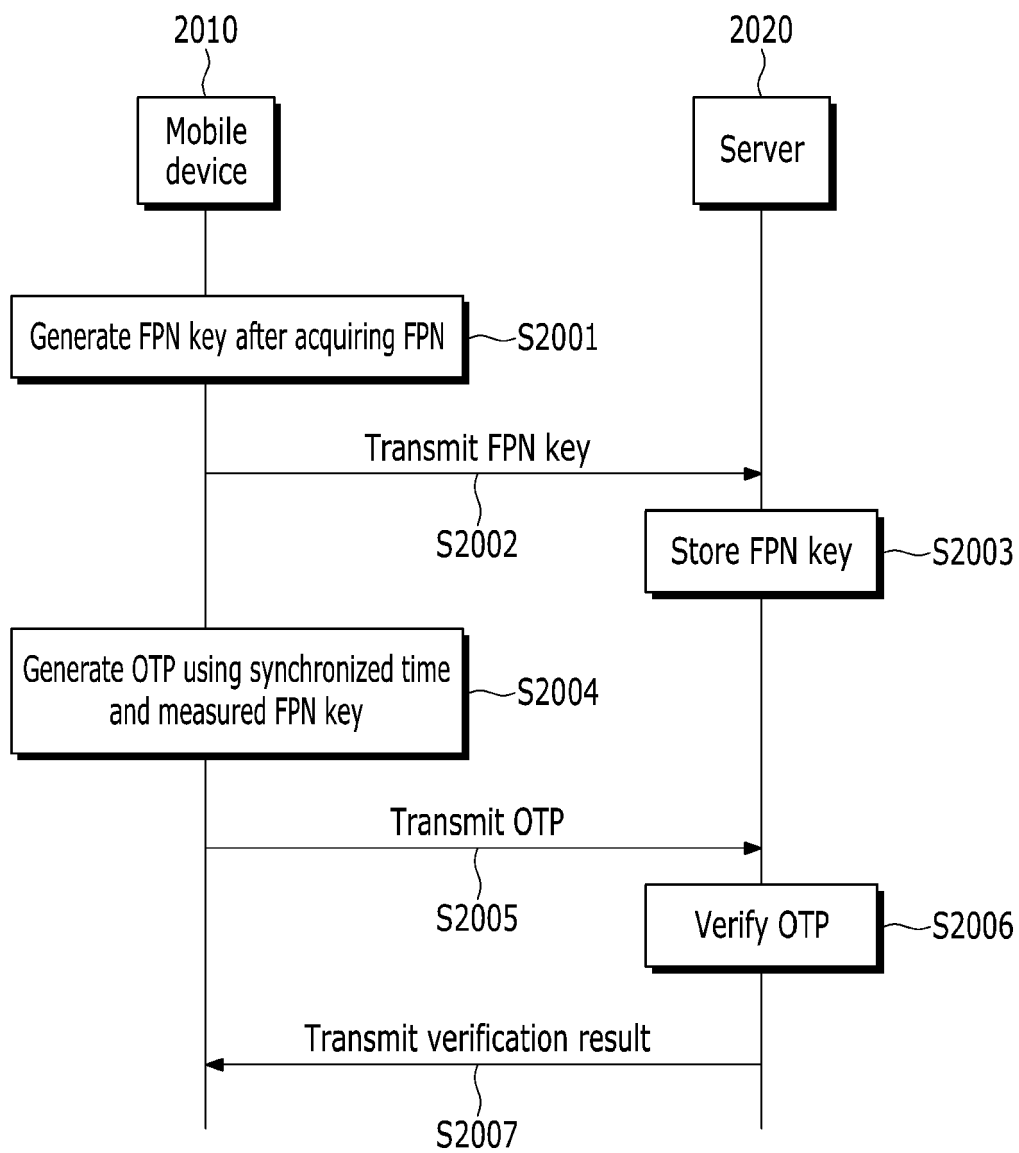 2010
2020
Mobile
device
Server
Generate FPN key after acquiring FPN
S2001
Transmit FPN key
S2002
Store FPN key
S2003
Generate OTP using synchronized time
and measured FPN key
S2004
Transmit OTP
S2005
Verify OTP
S2006
Transmit verification result
S2007